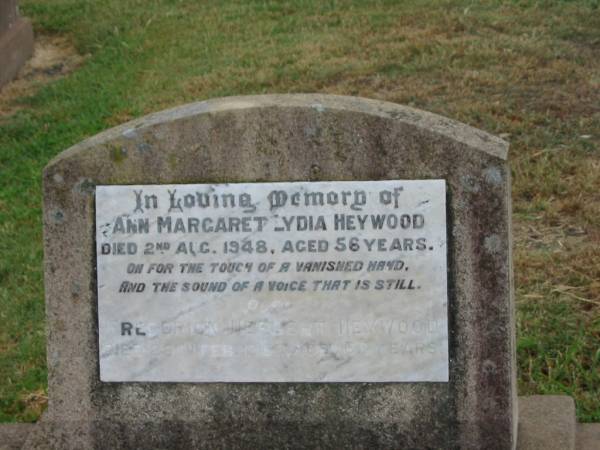 In Loving Memory of
ANN MARGARET LYDIA HEYWOOD
DIED 2ND AUG. 1948, AGED 56 YEARS.
OH FOR THE TOUCH OF A VANISHED HAND,
AND THE SOUND OF A VOICE THAT IS STILL.
HEYWOOD
YEARS